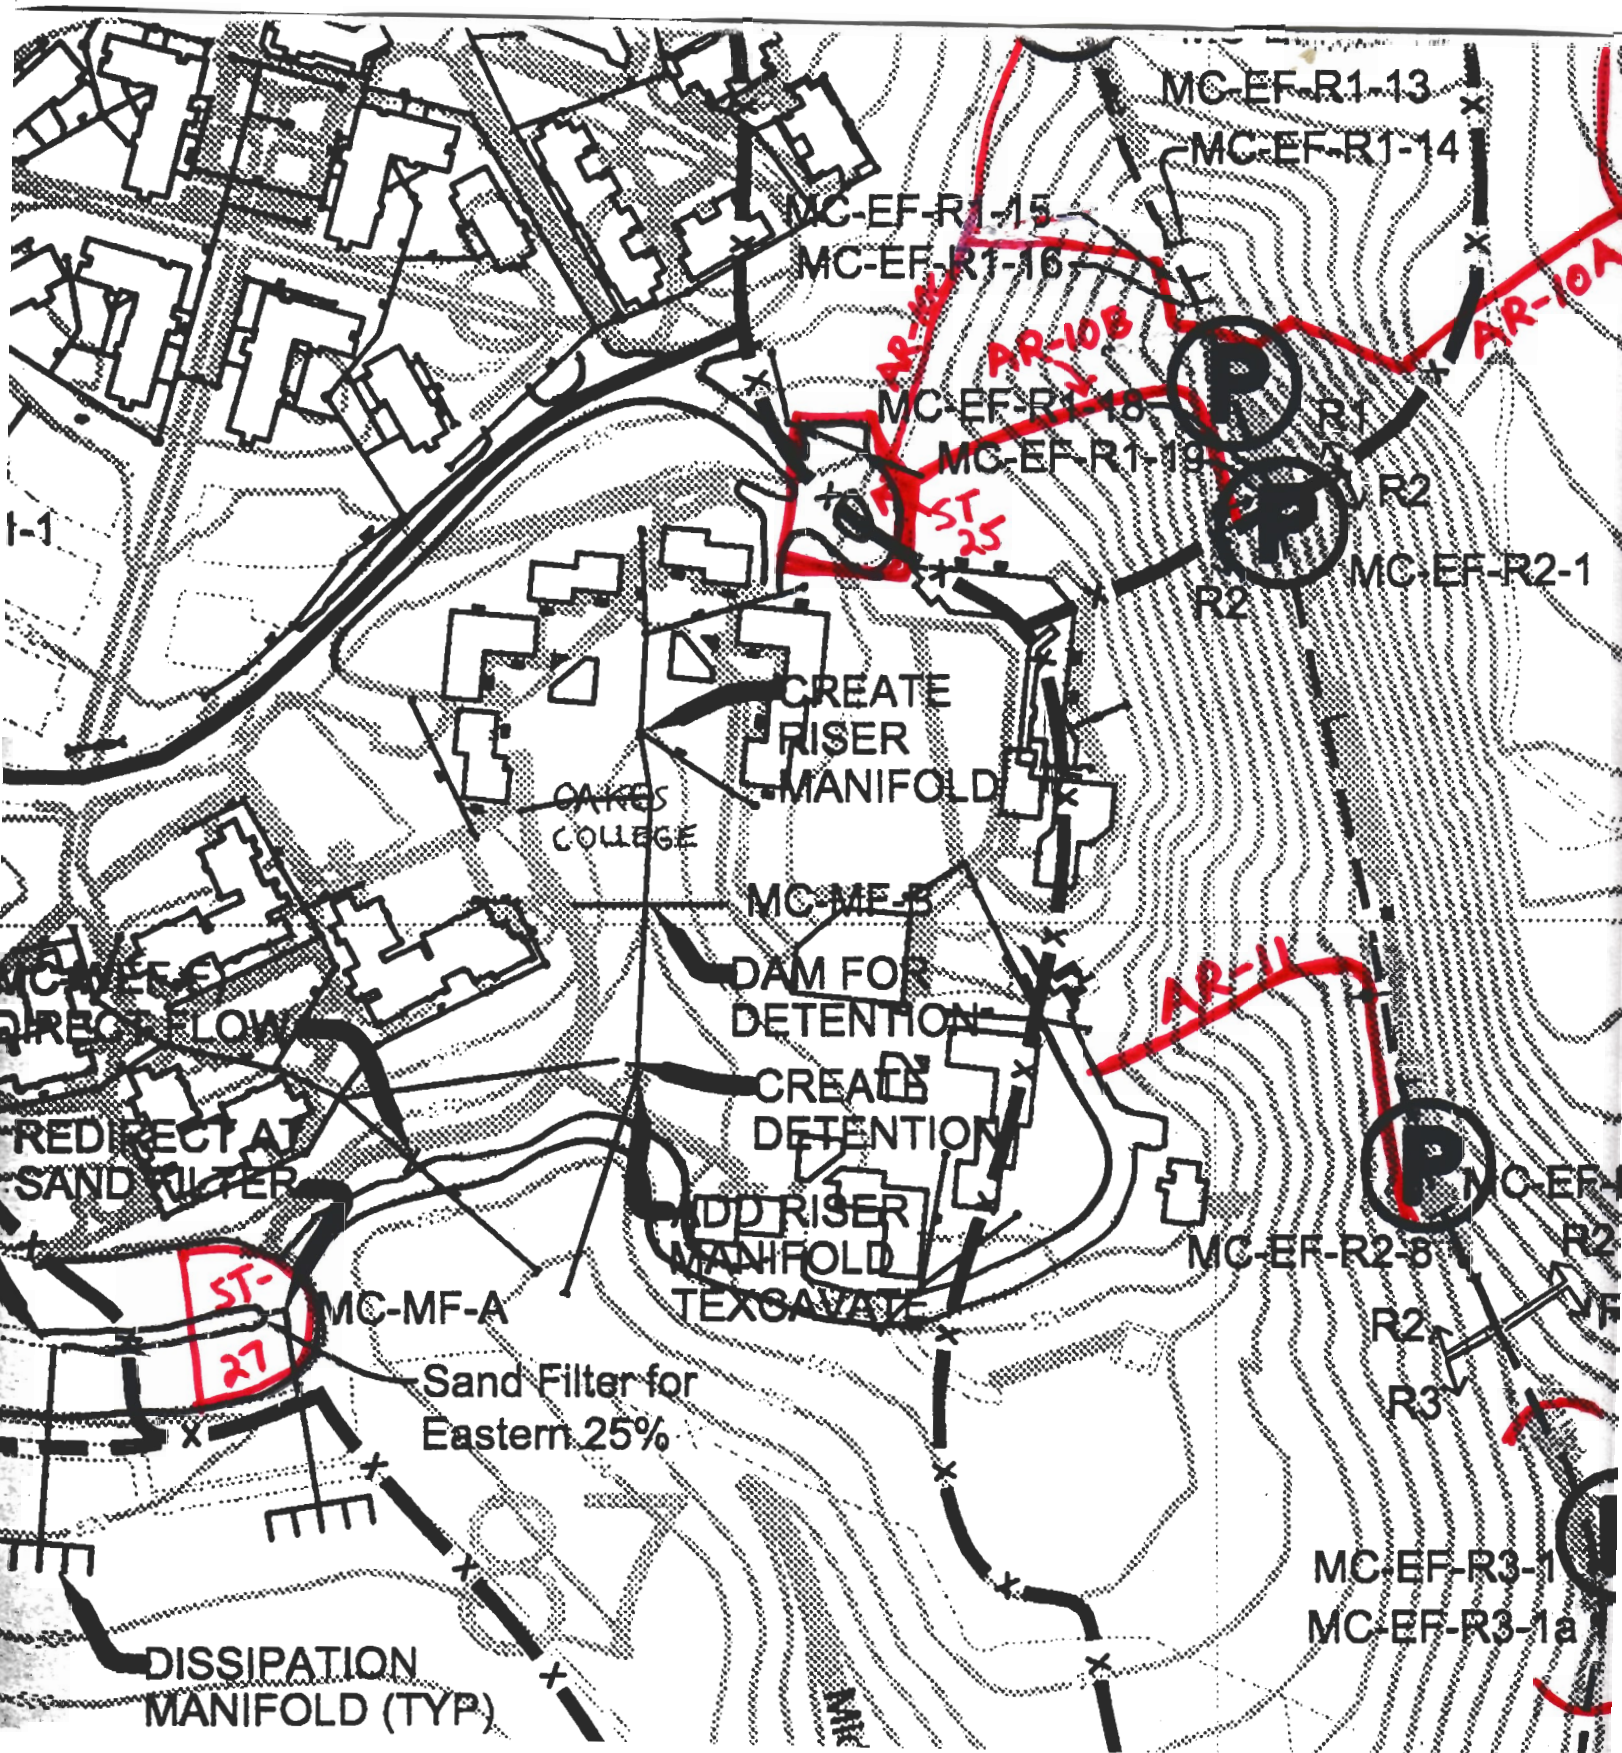 MC-EF-R1-13
MC-EF-R1-14
MC-EF-R1-15
MC-EF-R1-16
AR-10A
AR-10B
MC-EF-R1-18
R1
MC-EF-R1-19
R2
ST
25
P
P
MC-EF-R2-1
R2
CREATE
RISER
MANIFOLD
OAKES
COLLEGE
MC-MF-B
DAM FOR
DETENTION
AR-11
DIRECT FLOW
CREATE
DETENTION
REDIRECT AT
SAND FILTER
P
ADD RISER
MANIFOLD
TEXCAVATE
MC-EF-R2-8
R2
ST-
27
MC-MF-A
R2
R3
Sand Filter for
Eastern 25%
MC-EF-R3-1
MC-EF-R3-1a
DISSIPATION
MANIFOLD (TYP)